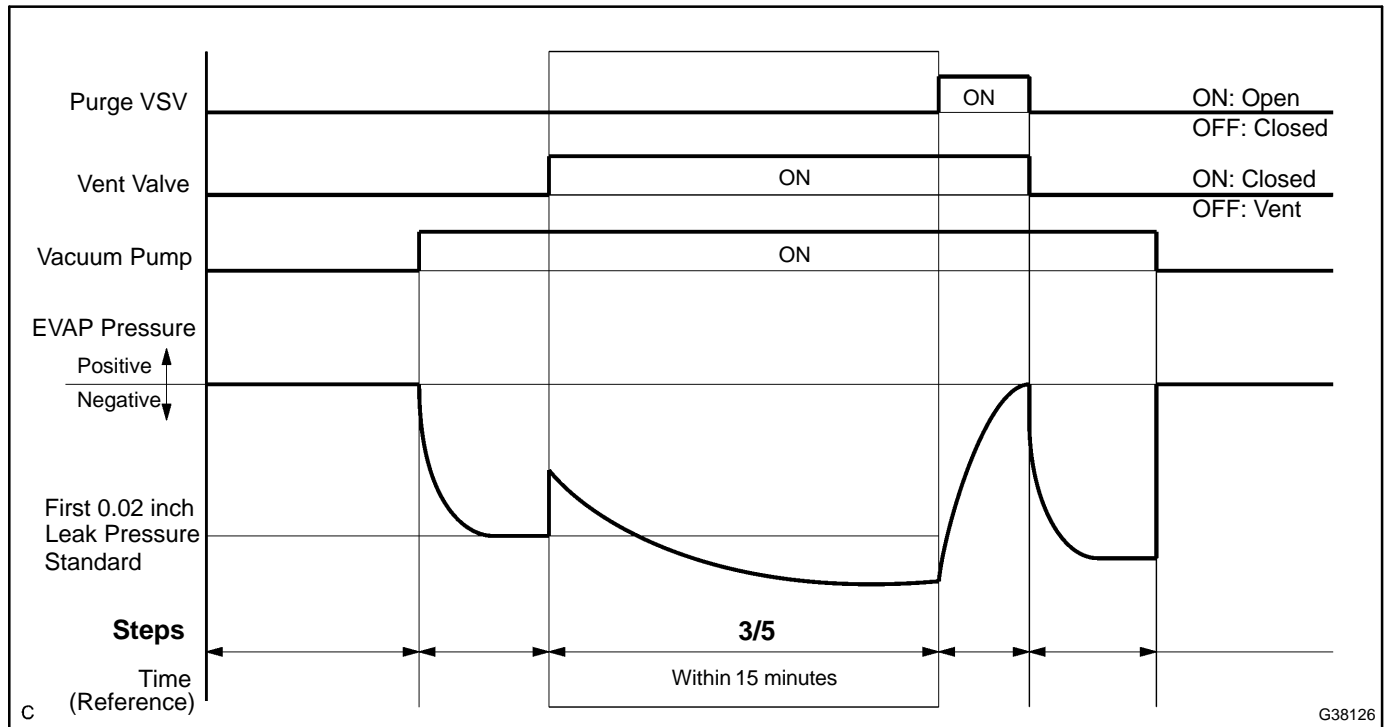 Purge VSV
ON
ON: Open
OFF: Closed
Vent Valve
ON
ON: Closed
OFF: Vent
Vacuum Pump
ON
EVAP Pressure
Positive
Negative
First 0.02 inch
Leak Pressure
Standard
Steps
3/5
Time
(Reference)
Within 15 minutes
C
G38126